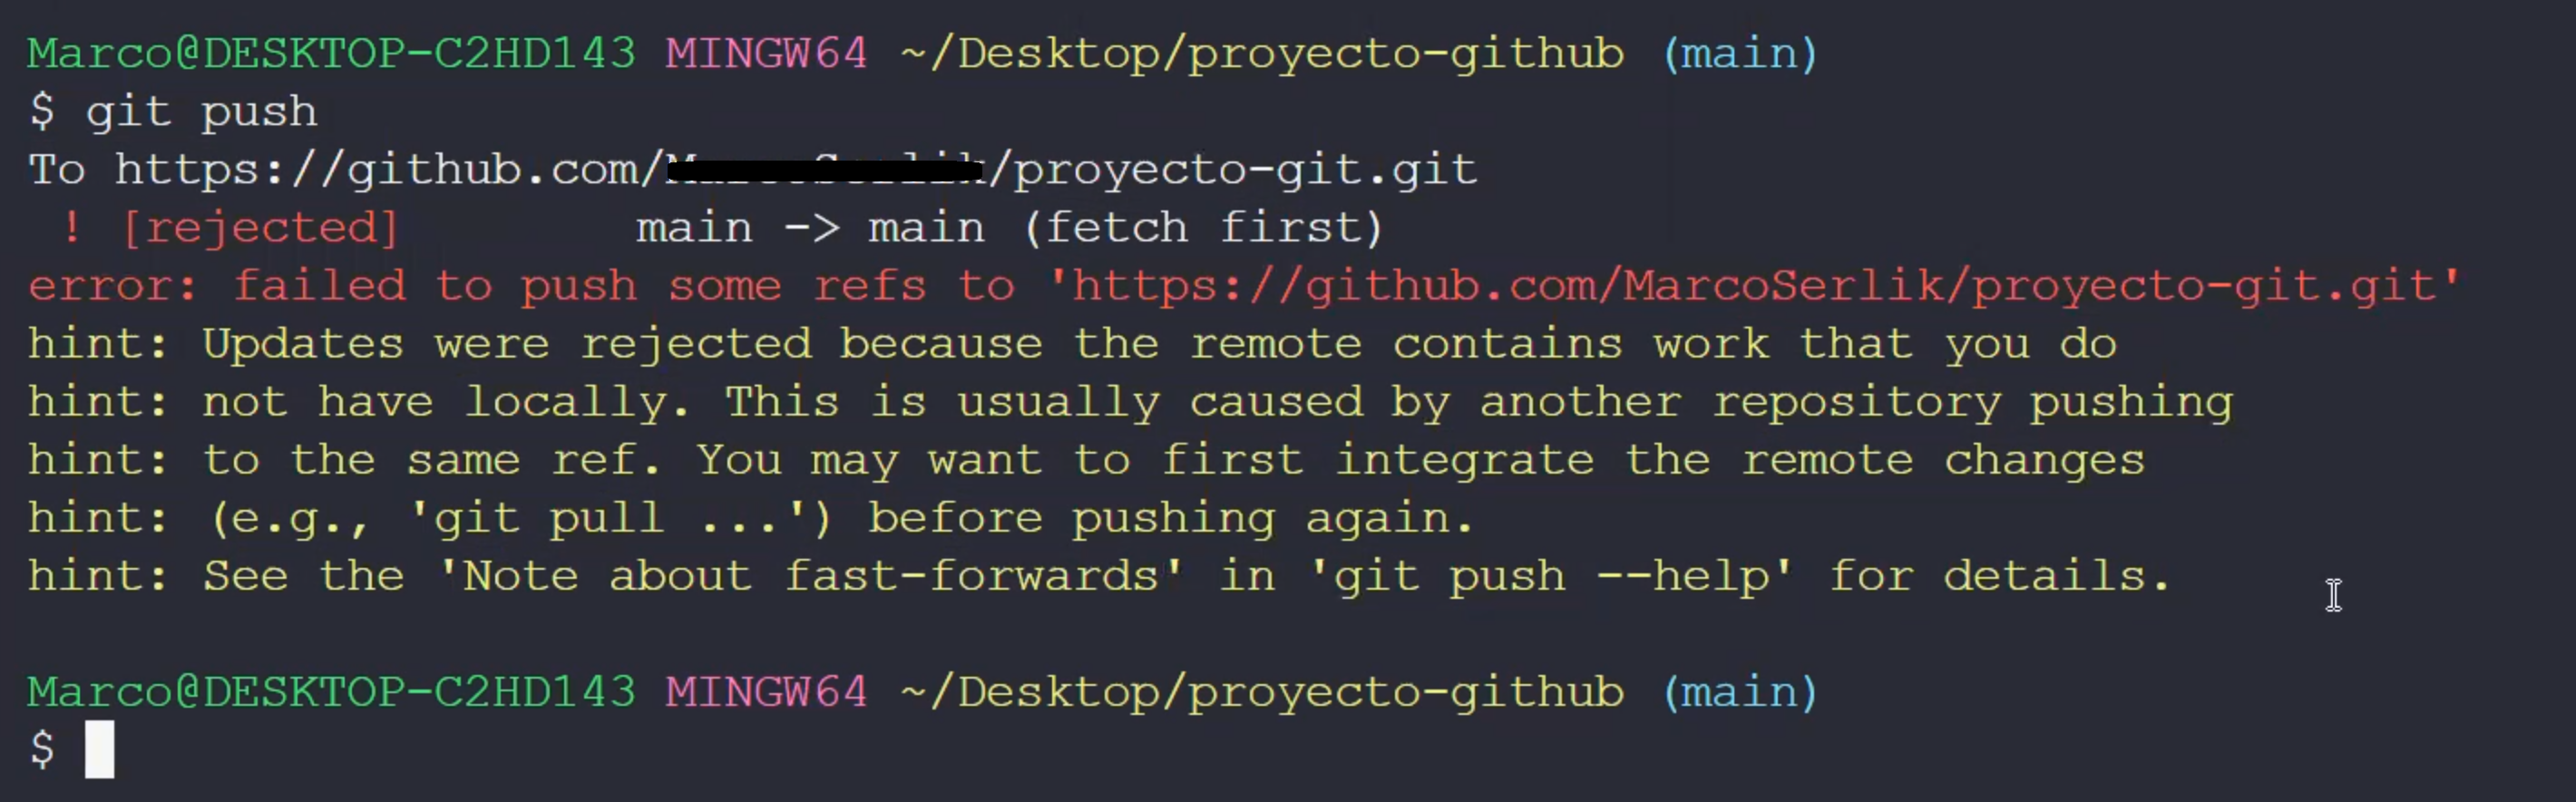 Marco@DESKTOP-C2HD143 MINGW64 ~/Desktop/proyecto-github (main)
$ git push
To https://github.com//proyecto-git.git
! [rejected] main -> main (fetch first)
error: failed to push some refs to 'https://github.com/MarcoSerlik/proyecto-git.git'
hint: Updates were rejected because the remote contains work that you do
hint: not have locally. This is usually caused by another repository pushing
hint: to the same ref. You may want to first integrate the remote changes
hint: (e.g., 'git pull ...') before pushing again.
hint: See the 'Note about fast-forwards' in 'git push --help' for details.
Marco@DESKTOP-C2HD143 MINGW64 ~/Desktop/proyecto-github (main)
$